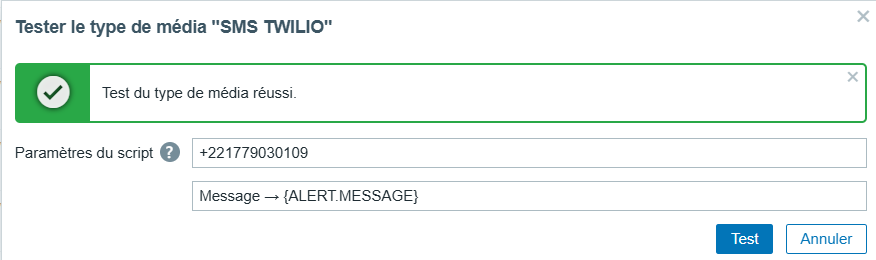 Tester le type de média "SMS TWILIO"
Test du type de média réussi.
Paramètres du script ? +221779030109
Message → {ALERT.MESSAGE}
Test Annuler